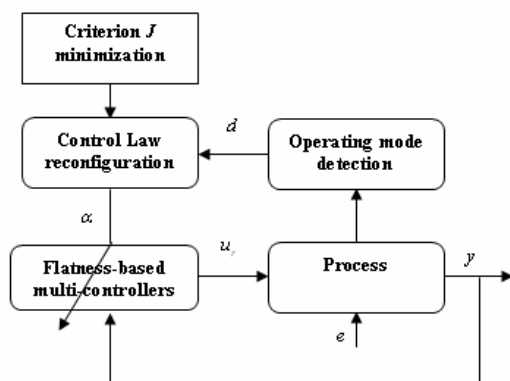 Criterion J
minimization
Control Law
reconfiguration
d
Operating mode
detection
α
Flatness-based
multi-controllers
u,
Process
y
e